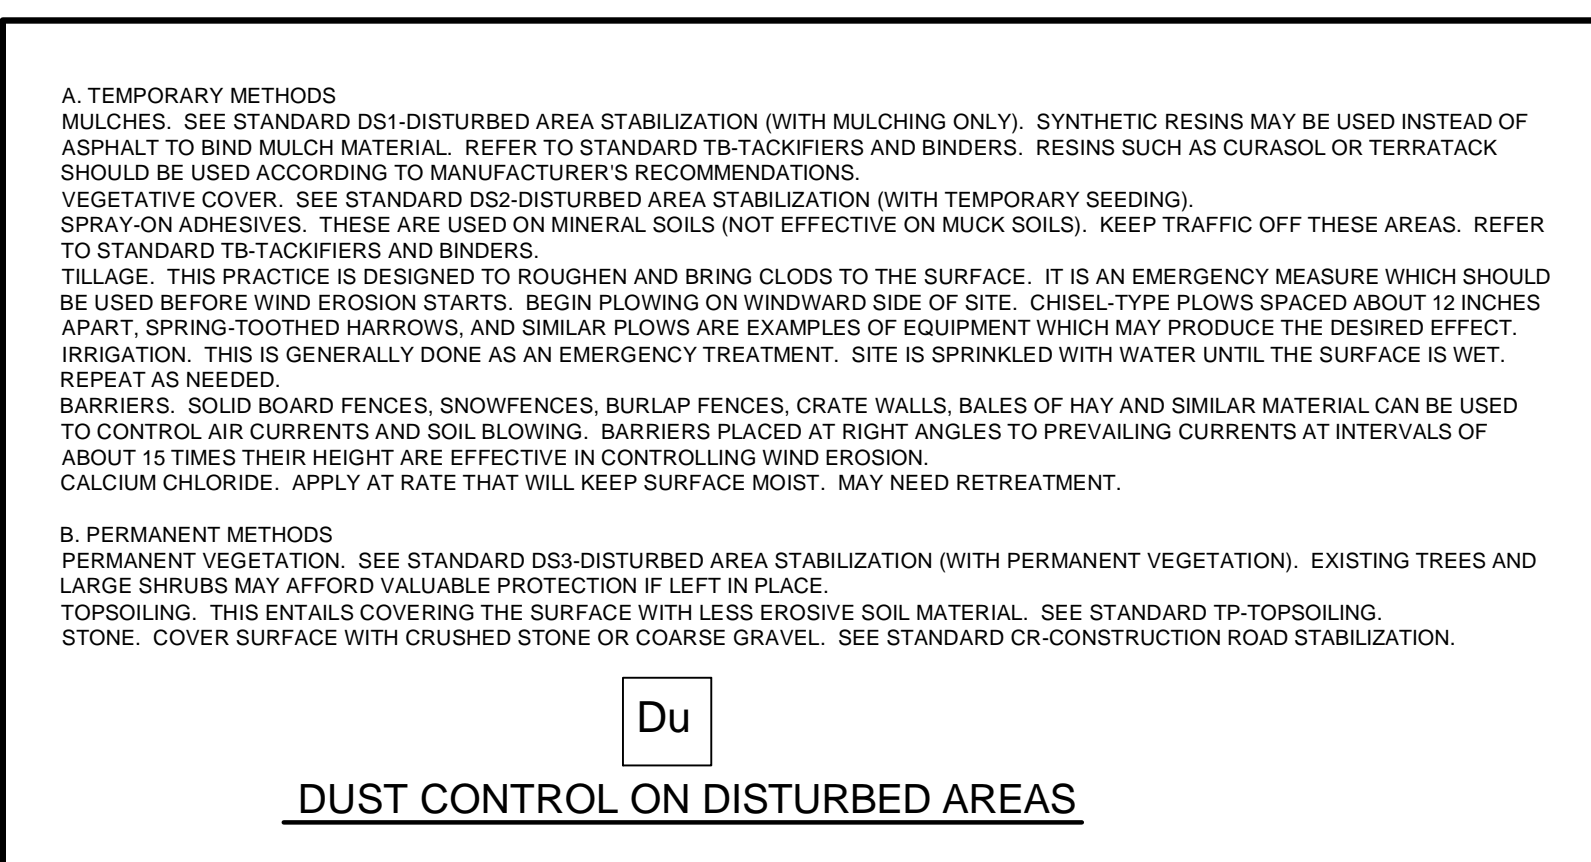 A. TEMPORARY METHODS
MULCHES. SEE STANDARD DS1-DISTURBED AREA STABILIZATION (WITH MULCHING ONLY). SYNTHETIC RESINS MAY BE USED INSTEAD OF
ASPHALT TO BIND MULCH MATERIAL. REFER TO STANDARD TB-TACKIFIERS AND BINDERS. RESINS SUCH AS CURASOL OR TERRATACK
SHOULD BE USED ACCORDING TO MANUFACTURER'S RECOMMENDATIONS.
VEGETATIVE COVER. SEE STANDARD DS2-DISTURBED AREA STABILIZATION (WITH TEMPORARY SEEDING).
SPRAY-ON ADHESIVES. THESE ARE USED ON MINERAL SOILS (NOT EFFECTIVE ON MUCK SOILS). KEEP TRAFFIC OFF THESE AREAS. REFER
TO STANDARD TB-TACKIFIERS AND BINDERS.
TILLAGE. THIS PRACTICE IS DESIGNED TO ROUGHEN AND BRING CLODS TO THE SURFACE. IT IS AN EMERGENCY MEASURE WHICH SHOULD
BE USED BEFORE WIND EROSION STARTS. BEGIN PLOWING ON WINDWARD SIDE OF SITE. CHISEL-TYPE PLOWS SPACED ABOUT 12 INCHES
APART, SPRING-TOOTHED HARROWS, AND SIMILAR PLOWS ARE EXAMPLES OF EQUIPMENT WHICH MAY PRODUCE THE DESIRED EFFECT.
IRRIGATION. THIS IS GENERALLY DONE AS AN EMERGENCY TREATMENT. SITE IS SPRINKLED WITH WATER UNTIL THE SURFACE IS WET.
REPEAT AS NEEDED.
BARRIERS. SOLID BOARD FENCES, SNOWFENCES, BURLAP FENCES, CRATE WALLS, BALES OF HAY AND SIMILAR MATERIAL CAN BE USED
TO CONTROL AIR CURRENTS AND SOIL BLOWING. BARRIERS PLACED AT RIGHT ANGLES TO PREVAILING CURRENTS AT INTERVALS OF
ABOUT 15 TIMES THEIR HEIGHT ARE EFFECTIVE IN CONTROLLING WIND EROSION.
CALCIUM CHLORIDE. APPLY AT RATE THAT WILL KEEP SURFACE MOIST. MAY NEED RETREATMENT.
B. PERMANENT METHODS
PERMANENT VEGETATION. SEE STANDARD DS3-DISTURBED AREA STABILIZATION (WITH PERMANENT VEGETATION). EXISTING TREES AND
LARGE SHRUBS MAY AFFORD VALUABLE PROTECTION IF LEFT IN PLACE.
TOPSOILING. THIS ENTAILS COVERING THE SURFACE WITH LESS EROSIVE SOIL MATERIAL. SEE STANDARD TP-TOPSOILING.
STONE. COVER SURFACE WITH CRUSHED STONE OR COARSE GRAVEL. SEE STANDARD CR-CONSTRUCTION ROAD STABILIZATION.
Du
DUST CONTROL ON DISTURBED AREAS